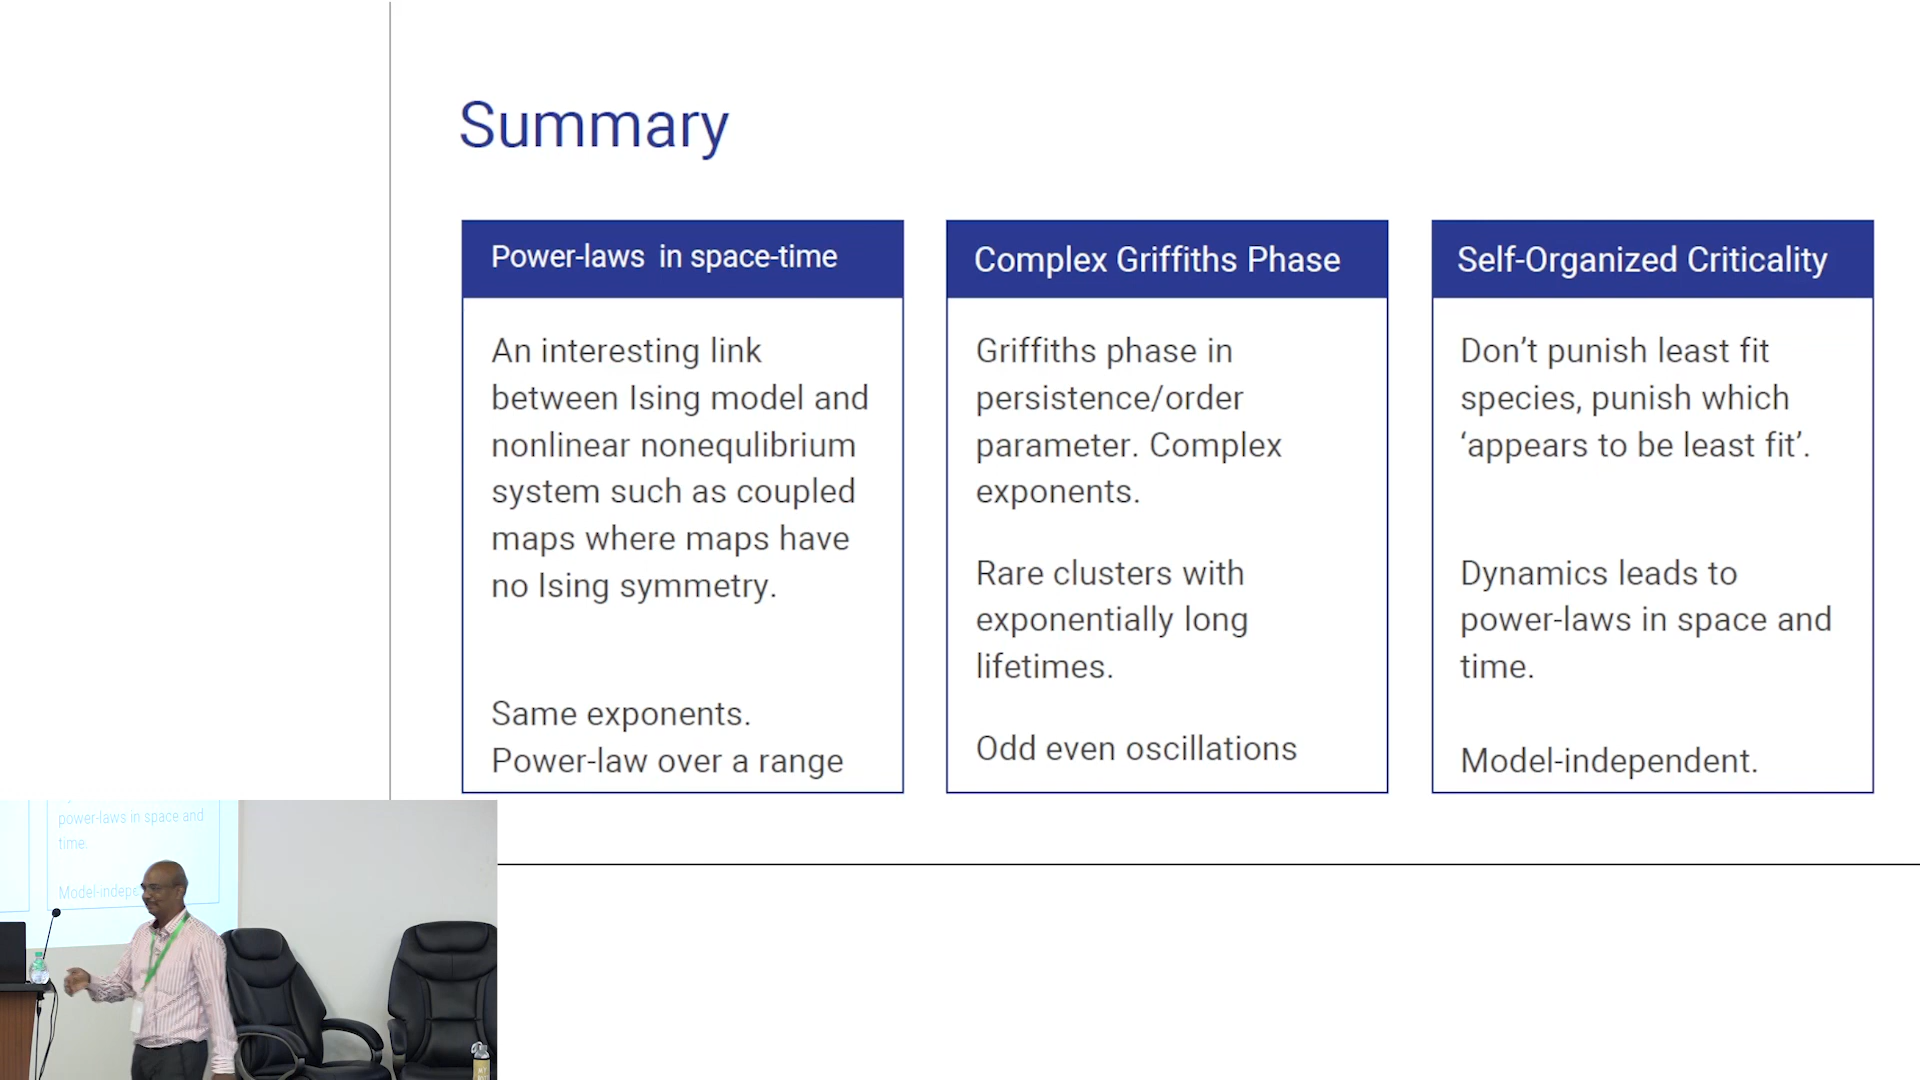 Summary
Power-laws in space-time
An interesting link
between Ising model and
nonlinear nonequlibrium
system such as coupled
maps where maps have
no Ising symmetry.
Same exponents.
Power-law over a range
Complex Griffiths Phase
Griffiths phase in
persistence/order
parameter. Complex
exponents.
Rare clusters with
exponentially long
lifetimes.
Odd even oscillations
Self-Organized Criticality
Don’t punish least fit
species, punish which
‘appears to be least fit’.
Dynamics leads to
power-laws in space and
time.
Model-independent.
power-laws in space and
time.
Model-indepe